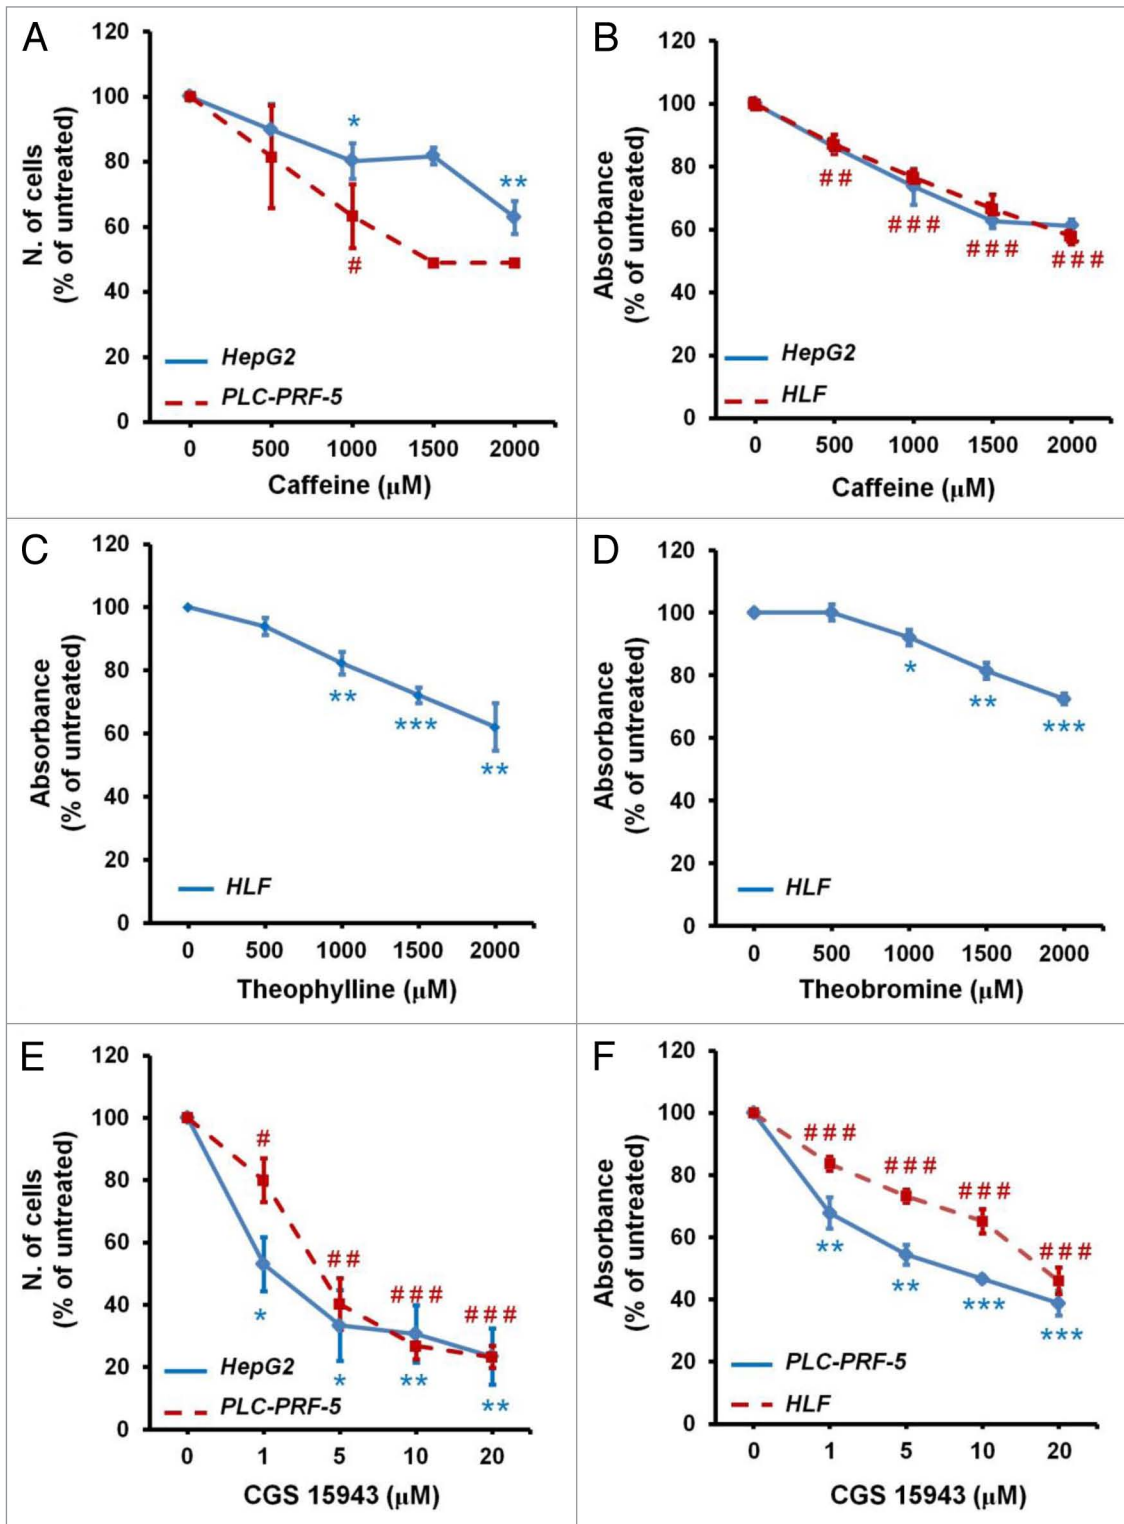 A
120
100
80
60
40
20
0
N. of cells
(% of untreated)
*
**
#
HepG2
PLC-PRF-5
0 500 1000 1500 2000
Caffeine (μM)
B
120
100
80
60
40
20
0
Absorbance
(% of untreated)
##
###
###
###
HepG2
HLF
0 500 1000 1500 2000
Caffeine (μM)
C
120
100
80
60
40
20
0
Absorbance
(% of untreated)
**
***
**
HLF
0 500 1000 1500 2000
Theophylline (μM)
D
120
100
80
60
40
20
0
Absorbance
(% of untreated)
*
**
***
HLF
0 500 1000 1500 2000
Theobromine (μM)
E
120
100
80
60
40
20
0
N. of cells
(% of untreated)
#
##
###
###
*
*
**
**
HepG2
PLC-PRF-5
0 1 5 10 20
CGS 15943 (μM)
F
120
100
80
60
40
20
0
Absorbance
(% of untreated)
###
###
###
###
**
**
***
***
PLC-PRF-5
HLF
0 1 5 10 20
CGS 15943 (μM)